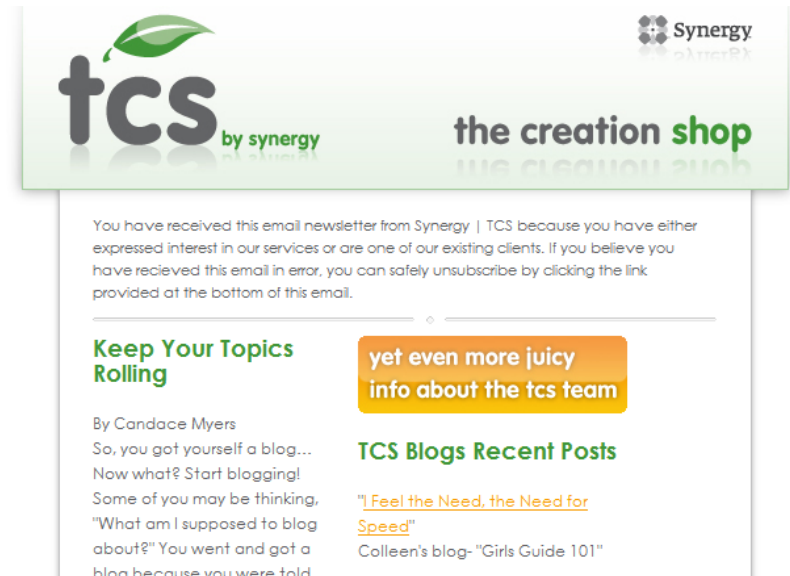 tcs by synergy
Synergy
the creation shop
You have received this email newsletter from Synergy | TCS because you have either
expressed interest in our services or are one of our existing clients. If you believe you
have recieved this email in error, you can safely unsubscribe by clicking the link
provided at the bottom of this email.
Keep Your Topics
Rolling
By Candace Myers
So, you got yourself a blog...
Now what? Start blogging!
Some of you may be thinking,
"What am I supposed to blog
about?" You went and got a
blog because you were told
yet even more juicy
info about the tcs team
TCS Blogs Recent Posts
"I Feel the Need, the Need for
Speed"
Colleen's blog- "Girls Guide 101"